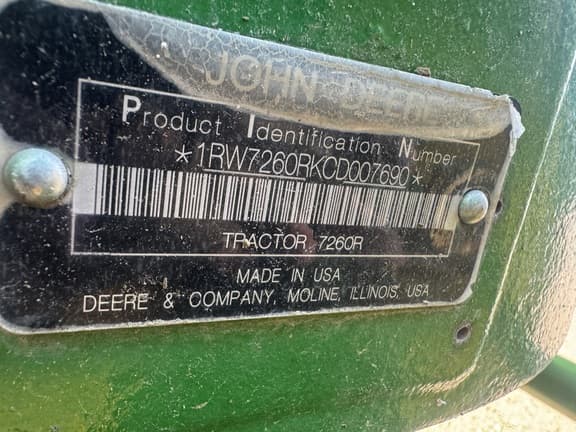 JOHN DEERE
Product Identification Number
*1RW7260RKCD007690*
TRACTOR 7260R
MADE IN USA
DEERE & COMPANY, MOLINE, ILLINOIS, USA